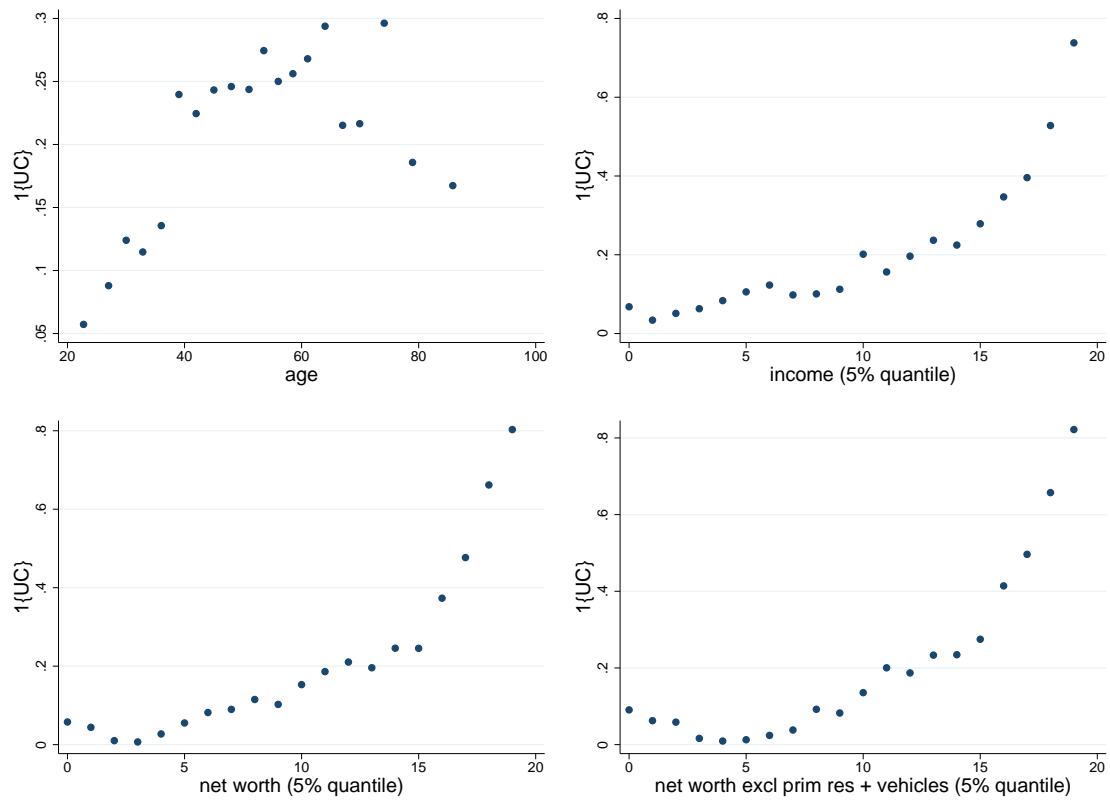 .3
.25
.2
.15
.1
.05
1{UC}
20 40 60 80 100
age
.8
.6
.4
.2
0
1{UC}
0 5 10 15 20
income (5% quantile)
.8
.6
.4
.2
0
1{UC}
0 5 10 15 20
net worth (5% quantile)
.8
.6
.4
.2
0
1{UC}
0 5 10 15 20
net worth excl prim res + vehicles (5% quantile)